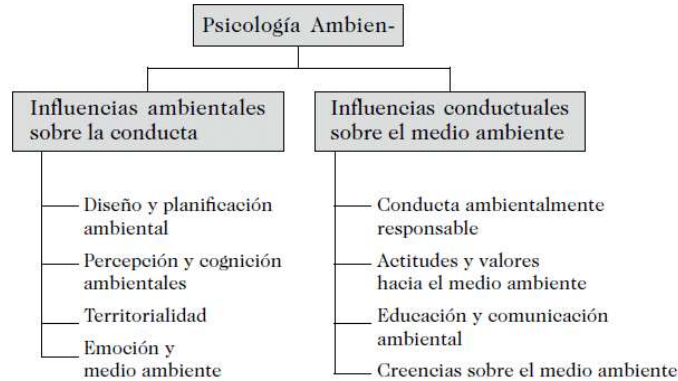 Psicología Ambien-
Influencias ambientales
sobre la conducta
Diseño y planificación
ambiental
Percepción y cognición
ambientales
Territorialidad
Emoción y
medio ambiente
Influencias conductuales
sobre el medio ambiente
Conducta ambientalmente
responsable
Actitudes y valores
hacia el medio ambiente
Educación y comunicación
ambiental
Creencias sobre el medio ambiente